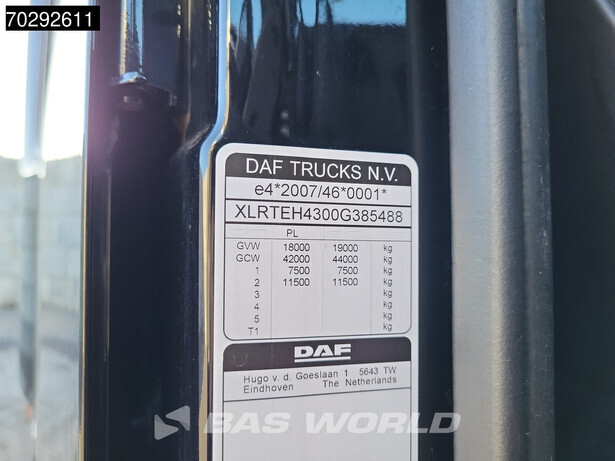 70292611
DAF TRUCKS N.V.
e4*2007/46*0001*
XLRTEH4300G385488
PL
GVW 18000 19000 kg
GCW 42000 44000 kg
1 7500 7500 kg
2 11500 11500 kg
3 kg
4 kg
5 kg
T1 kg
DAF
Hugo v. d. Goeslaan 1 5643 TW
Eindhoven The Netherlands
BAS WORLD